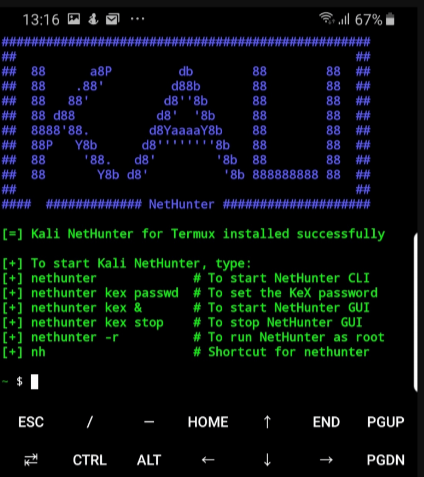 13:16 ... 67%
##################################################
##                                              ##
##  88      a8P         db        88        88  ##
##  88    .88'         d88b       88        88  ##
##  88   88'          d8''8b      88        88  ##
##  88 d88           d8'  '8b     88        88  ##
##  8888'88.        d8YaaaaY8b    88        88  ##
##  88P   Y8b      d8''''''''8b   88        88  ##
##  88     '88.   d8'        '8b  88        88  ##
##  88       Y8b d8'          '8b 888888888 88  ##
##                                              ##
####  ############# NetHunter ####################
[=] Kali NetHunter for Termux installed successfully
[+] To start Kali NetHunter, type:
[+] nethunter             # To start NetHunter CLI
[+] nethunter kex passwd  # To set the KeX password
[+] nethunter kex &       # To start NetHunter GUI
[+] nethunter kex stop    # To stop NetHunter GUI
[+] nethunter -r          # To run NetHunter as root
[+] nh                    # Shortcut for nethunter
~ $
ESC / — HOME ↑ END PGUP
⇄ CTRL ALT ← ↓ → PGDN